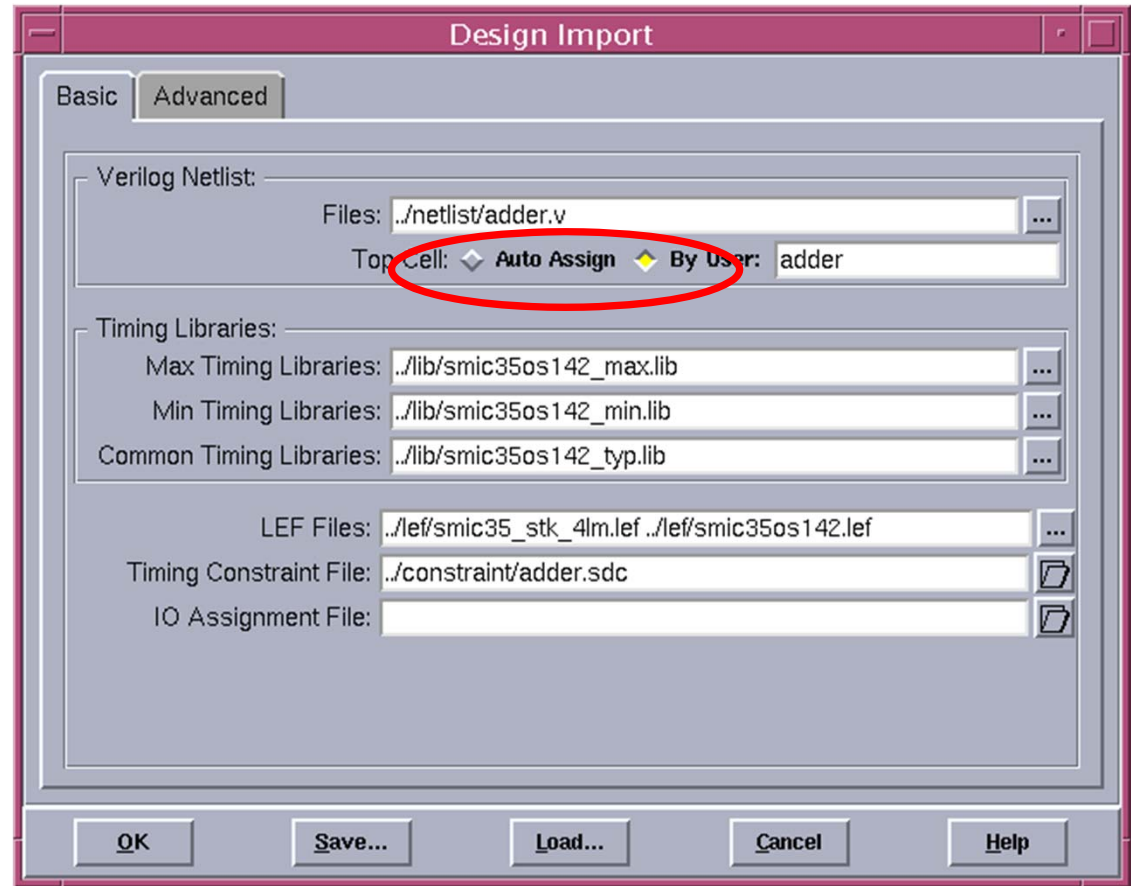 Design Import
Basic Advanced
Verilog Netlist:
Files: ../netlist/adder.v ...
Top Cell: Auto Assign By User: adder
Timing Libraries:
Max Timing Libraries: ../lib/smic35os142_max.lib ...
Min Timing Libraries: ../lib/smic35os142_min.lib ...
Common Timing Libraries: ../lib/smic35os142_typ.lib ...
LEF Files: ../lef/smic35_stk_4lm.lef ../lef/smic35os142.lef ...
Timing Constraint File: ../constraint/adder.sdc
IO Assignment File:
OK Save... Load... Cancel Help